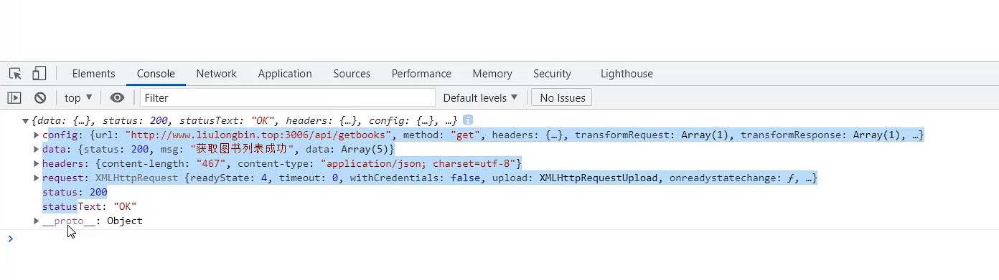 Elements Console Network Application Sources Performance Memory Security Lighthouse
top Filter Default levels No Issues
{data: {…}, status: 200, statusText: "OK", headers: {…}, config: {…}, …} i
config: {url: "http://www.liulongbin.top:3006/api/getbooks", method: "get", headers: {…}, transformRequest: Array(1), transformResponse: Array(1), …}
data: {status: 200, msg: "获取图书列表成功", data: Array(5)}
headers: {content-length: "467", content-type: "application/json; charset=utf-8"}
request: XMLHttpRequest {readyState: 4, timeout: 0, withCredentials: false, upload: XMLHttpRequestUpload, onreadystatechange: ƒ, …}
status: 200
statusText: "OK"
__proto__: Object